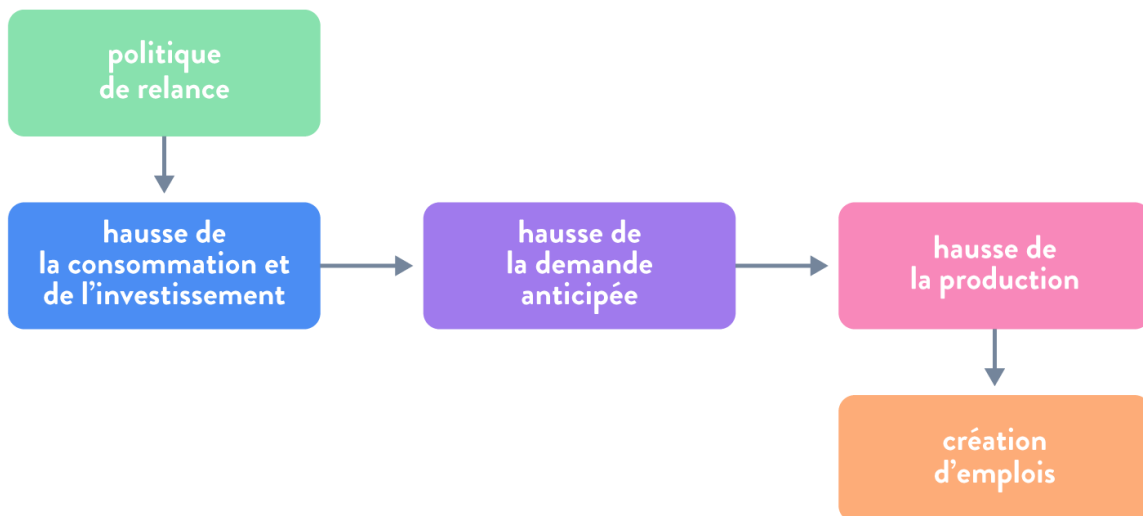 politique
de relance
hausse de
la consommation et
de l'investissement
hausse de
la demande
anticipée
hausse de
la production
création
d'emplois